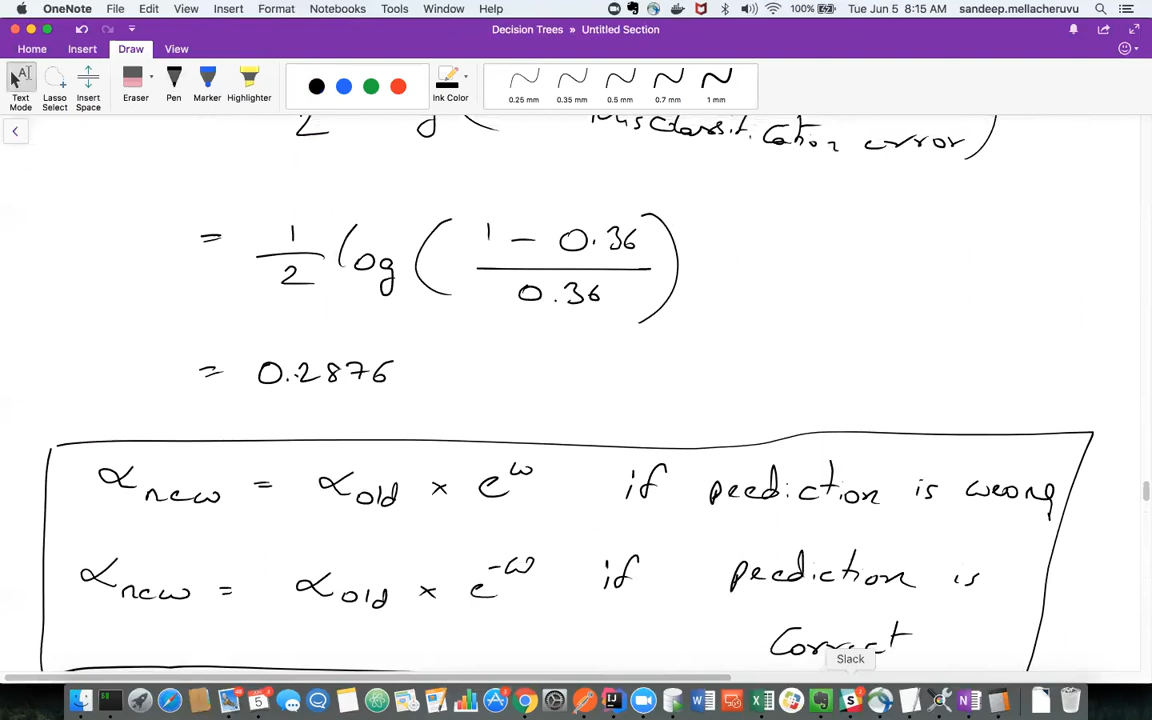 OneNote File Edit View Insert Format Notebooks Tools Window Help 100% Tue Jun 5 8:15 AM sandeep.mellacheruvu
Decision Trees » Untitled Section
Home Insert Draw View
Text Mode Lasso Select Insert Space Eraser Pen Marker Highlighter Ink Color 0.25 mm 0.35 mm 0.5 mm 0.7 mm 1 mm
2 g ( Misclassification error)
= 1/2 log ( (1 - 0.36) / 0.36 )
= 0.2876
α new = α old × e^ω if prediction is wrong
α new = α old × e^-ω if prediction is
correct
Slack